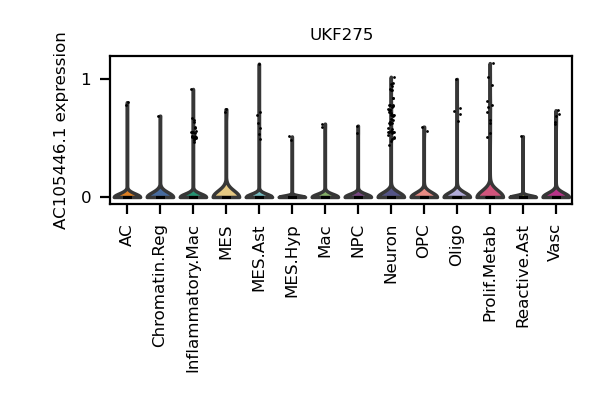 UKF275
AC105446.1 expression
1
0
AC
Chromatin.Reg
Inflammatory.Mac
MES
MES.Ast
MES.Hyp
Mac
NPC
Neuron
OPC
Oligo
Prolif.Metab
Reactive.Ast
Vasc